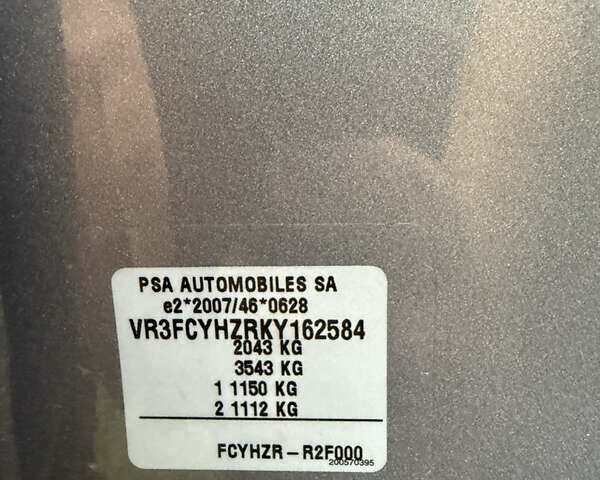 PSA AUTOMOBILES SA
e2*2007/46*0628
VR3FCYHZRKY162584
2043 KG
3543 KG
1 1150 KG
2 1112 KG
FCYHZR – R2F000
200570395